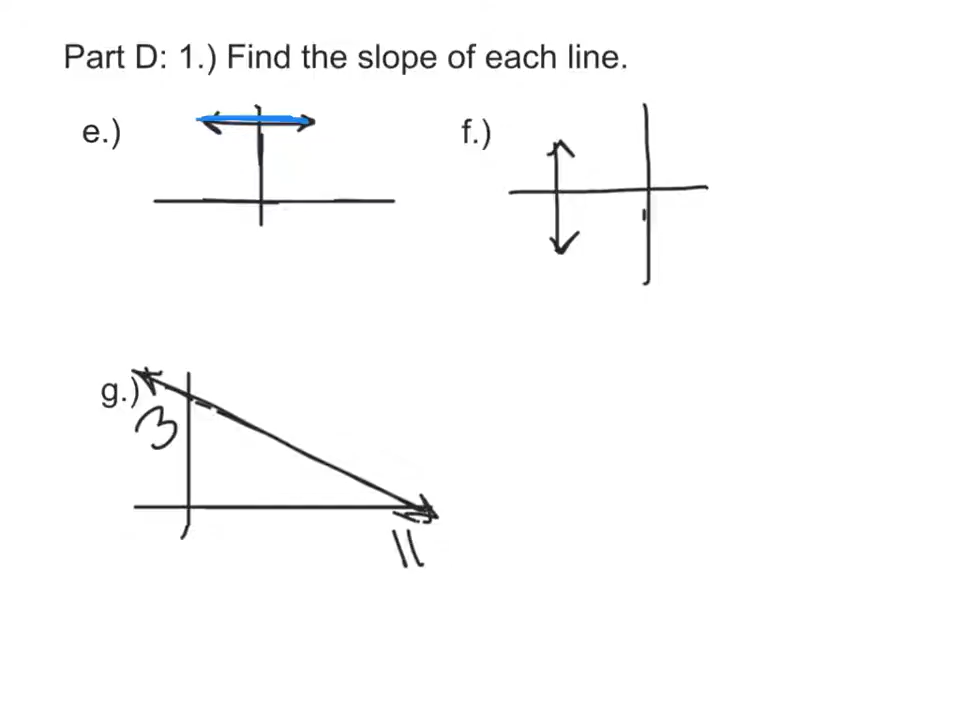 Part D: 1.) Find the slope of each line.
e.)
f.)
g.)
3
11